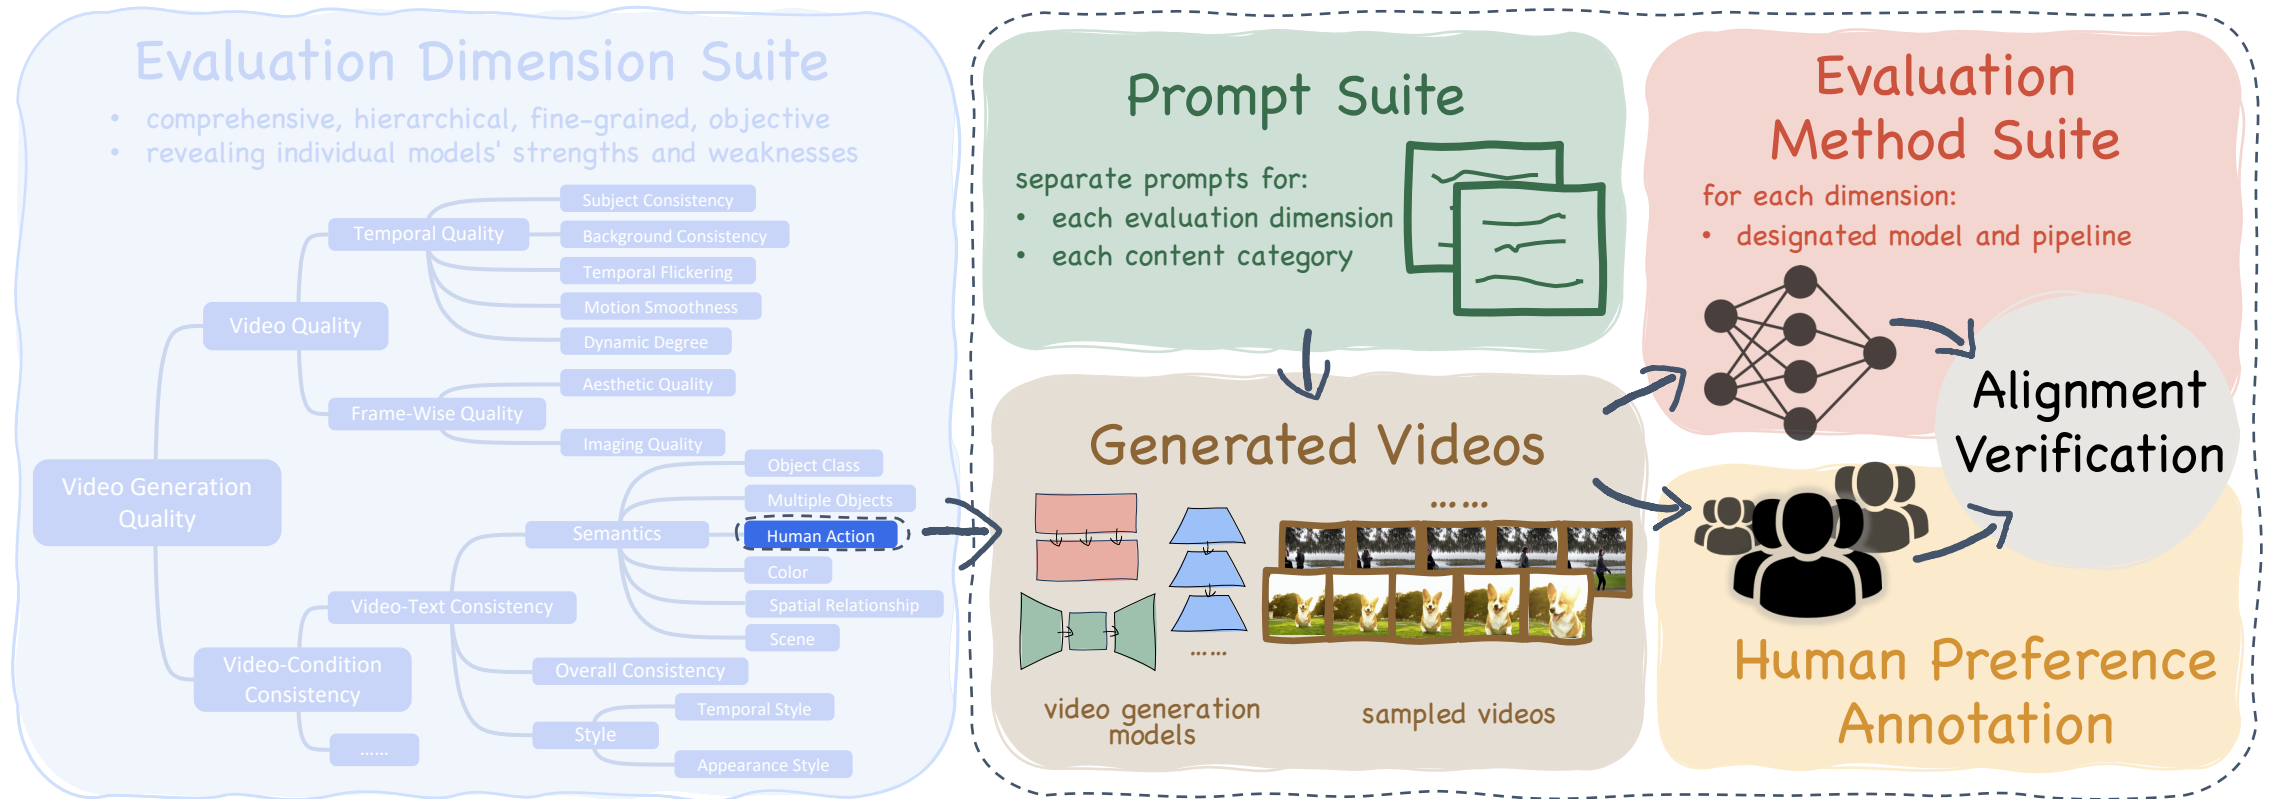 Evaluation Dimension Suite
• comprehensive, hierarchical, fine-grained, objective
• revealing individual models' strengths and weaknesses
Video Generation
Quality
Video Quality
Temporal Quality
Subject Consistency
Background Consistency
Temporal Flickering
Motion Smoothness
Dynamic Degree
Frame-Wise Quality
Aesthetic Quality
Imaging Quality
Video-Condition
Consistency
Video-Text Consistency
Semantics
Object Class
Multiple Objects
Human Action
Color
Spatial Relationship
Scene
Overall Consistency
Style
Temporal Style
Appearance Style
......
Prompt Suite
separate prompts for:
• each evaluation dimension
• each content category
Generated Videos
......
......
video generation
models
sampled videos
Evaluation
Method Suite
for each dimension:
• designated model and pipeline
Alignment
Verification
Human Preference
Annotation